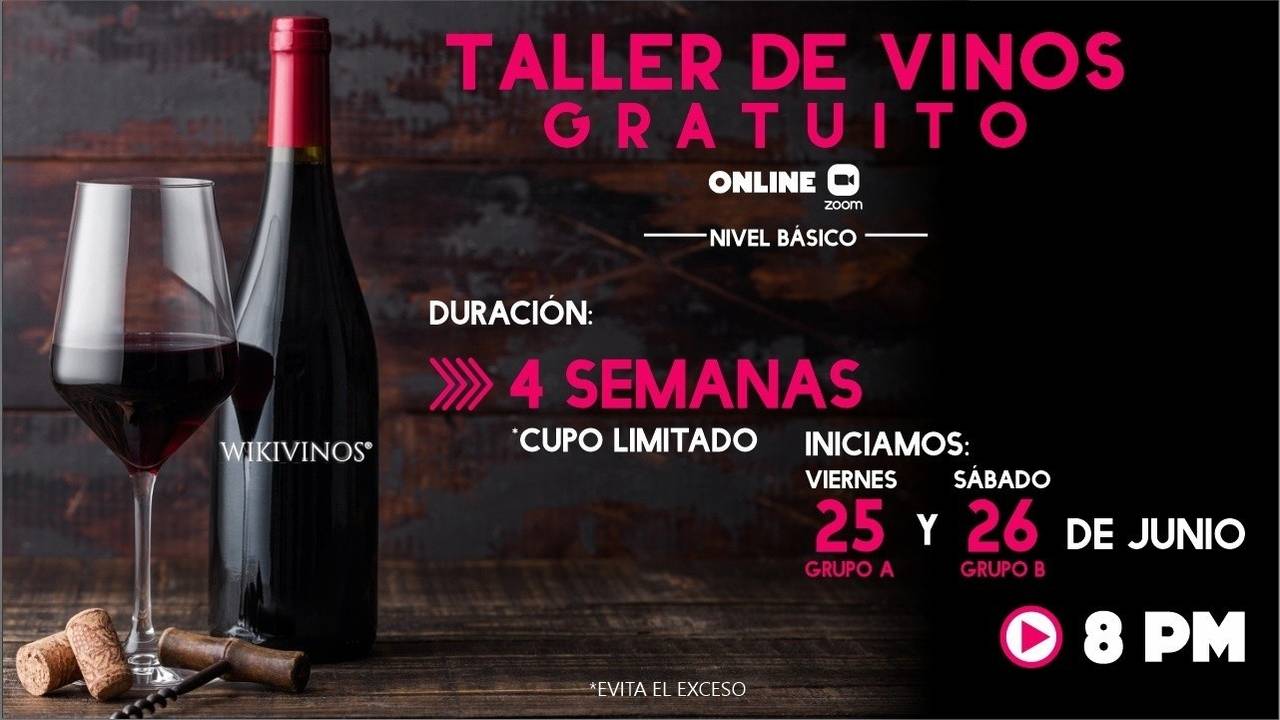 TALLER DE VINOS
GRATUITO
ONLINE
zoom
NIVEL BÁSICO
DURACIÓN:
4 SEMANAS
*CUPO LIMITADO
WIKIVINOS®
INICIAMOS:
VIERNES SÁBADO
25 Y 26 DE JUNIO
GRUPO A GRUPO B
8 PM
*EVITA EL EXCESO